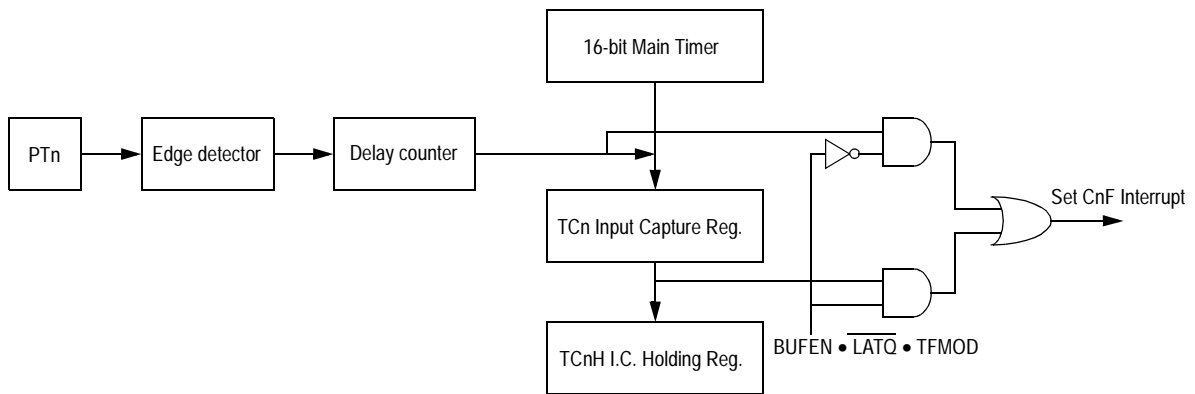 16-bit Main Timer
PTn
Edge detector
Delay counter
TCn Input Capture Reg.
Set CnF Interrupt
TCnH I.C. Holding Reg.
BUFEN • L̅A̅T̅Q̅ • TFMOD